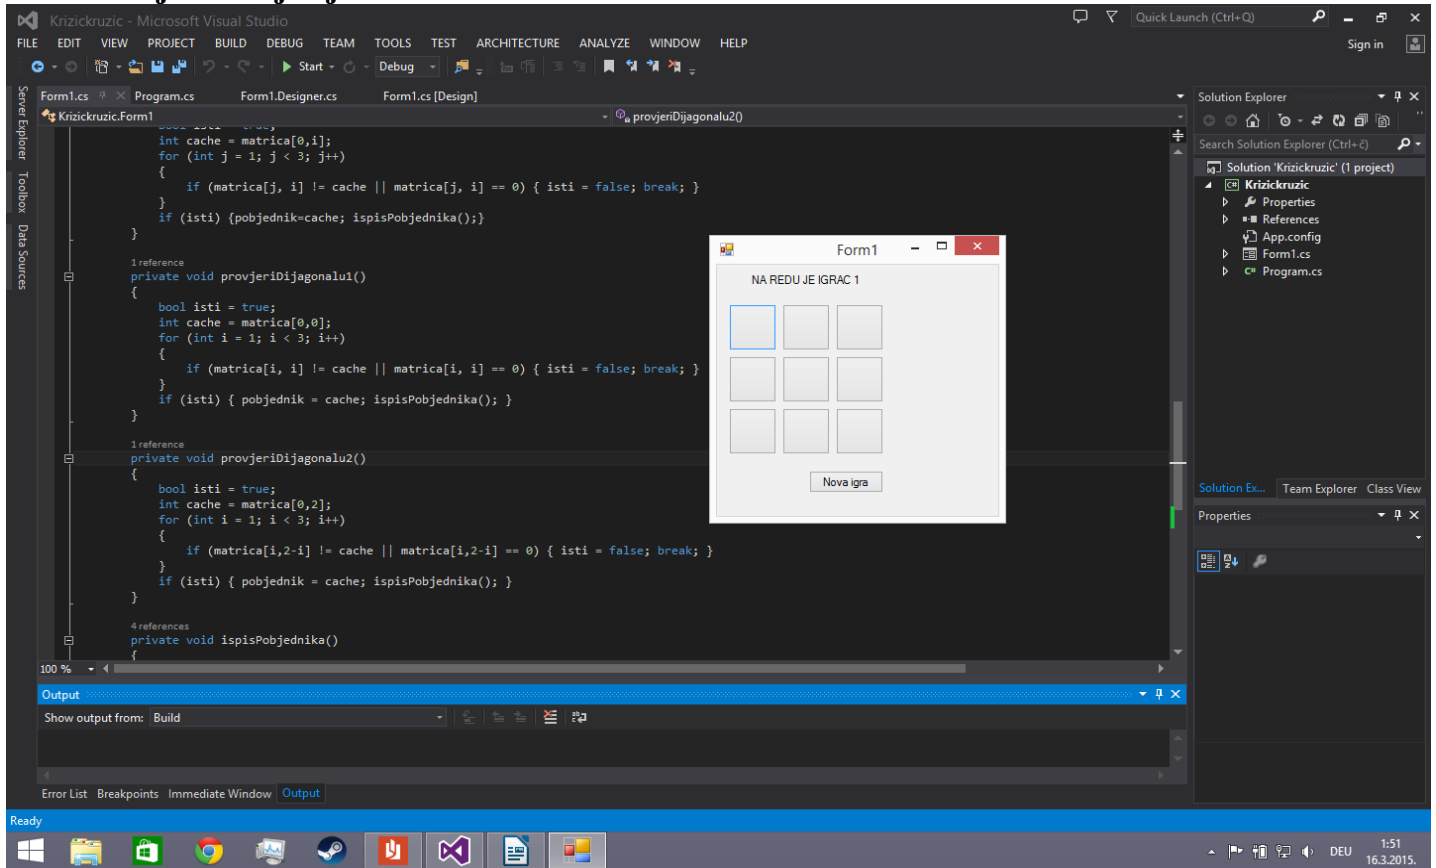 Krizickruzic - Microsoft Visual Studio
Quick Launch (Ctrl+Q)
FILE EDIT VIEW PROJECT BUILD DEBUG TEAM TOOLS TEST ARCHITECTURE ANALYZE WINDOW HELP
Sign in
Start
Debug
Server Explorer
Toolbox
Data Sources
Form1.cs Program.cs Form1.Designer.cs Form1.cs [Design]
Krizickruzic.Form1
provjeriDijagonalu2()
int cache = matrica[0,i];
for (int j = 1; j < 3; j++)
{
if (matrica[j, i] != cache || matrica[j, i] == 0) { isti = false; break; }
}
if (isti) {pobjednik=cache; ispisPobjednika();}
}
1 reference
private void provjeriDijagonalu1()
{
bool isti = true;
int cache = matrica[0,0];
for (int i = 1; i < 3; i++)
{
if (matrica[i, i] != cache || matrica[i, i] == 0) { isti = false; break; }
}
if (isti) { pobjednik = cache; ispisPobjednika(); }
}
1 reference
private void provjeriDijagonalu2()
{
bool isti = true;
int cache = matrica[0,2];
for (int i = 1; i < 3; i++)
{
if (matrica[i,2-i] != cache || matrica[i,2-i] == 0) { isti = false; break; }
}
if (isti) { pobjednik = cache; ispisPobjednika(); }
}
4 references
private void ispisPobjednika()
{
100 %
Form1
NA REDU JE IGRAC 1
Nova igra
Solution Explorer
Search Solution Explorer (Ctrl+č)
Solution 'Krizickruzic' (1 project)
C# Krizickruzic
Properties
References
App.config
Form1.cs
C# Program.cs
Solution Ex... Team Explorer Class View
Properties
Output
Show output from: Build
Error List Breakpoints Immediate Window Output
Ready
DEU
1:51
16.3.2015.